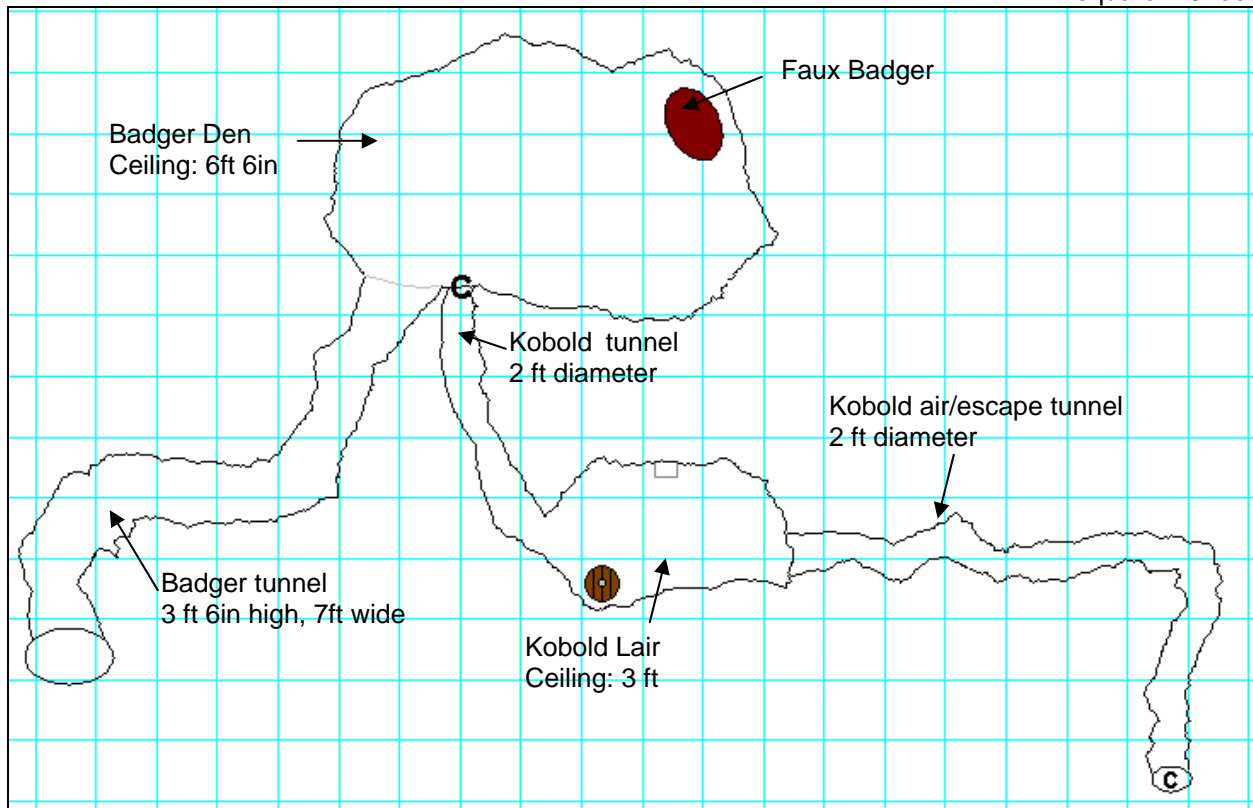 Faux Badger
Badger Den
Ceiling: 6ft 6in
C
Kobold tunnel
2 ft diameter
Kobold air/escape tunnel
2 ft diameter
Badger tunnel
3 ft 6in high, 7ft wide
Kobold Lair
Ceiling: 3 ft
C